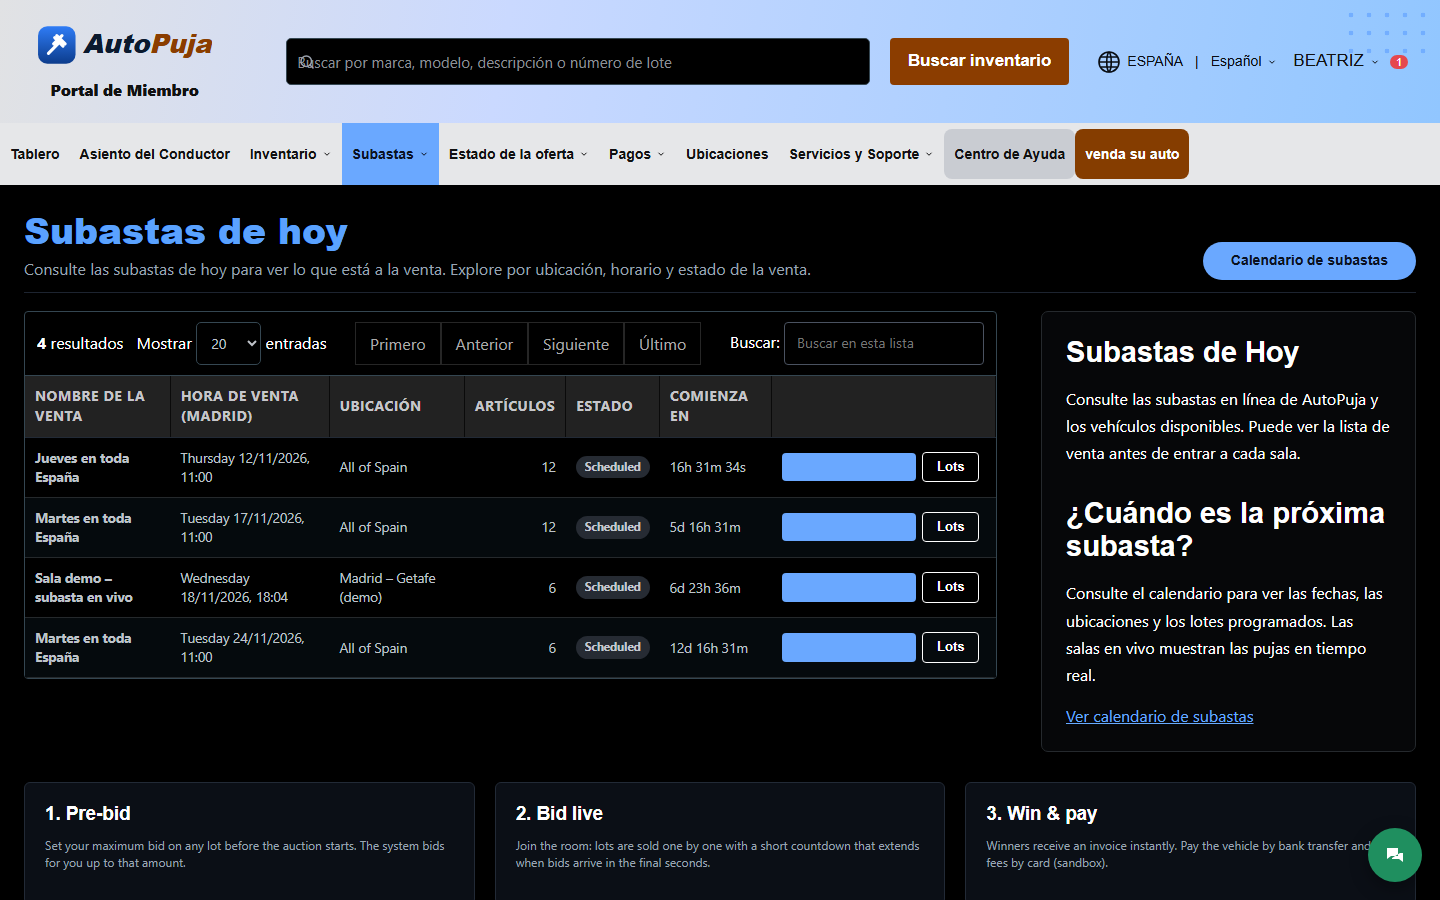 AutoPuja
Portal de Miembro
Buscar por marca, modelo, descripción o número de lote
Buscar inventario
ESPAÑA | Español
BEATRIZ 1
Tablero
Asiento del Conductor
Inventario
Subastas
Estado de la oferta
Pagos
Ubicaciones
Servicios y Soporte
Centro de Ayuda
venda su auto
Subastas de hoy
Consulte las subastas de hoy para ver lo que está a la venta. Explore por ubicación, horario y estado de la venta.
Calendario de subastas
4 resultados Mostrar 20 entradas
Primero Anterior Siguiente Último
Buscar: Buscar en esta lista
NOMBRE DE LA
VENTA
HORA DE VENTA
(MADRID)
UBICACIÓN
ARTÍCULOS
ESTADO
COMIENZA
EN
Jueves en toda
España
Thursday 12/11/2026,
11:00
All of Spain
12
Scheduled
16h 31m 34s
Lots
Martes en toda
España
Tuesday 17/11/2026,
11:00
All of Spain
12
Scheduled
5d 16h 31m
Lots
Sala demo –
subasta en vivo
Wednesday
18/11/2026, 18:04
Madrid – Getafe
(demo)
6
Scheduled
6d 23h 36m
Lots
Martes en toda
España
Tuesday 24/11/2026,
11:00
All of Spain
6
Scheduled
12d 16h 31m
Lots
Subastas de Hoy
Consulte las subastas en línea de AutoPuja y
los vehículos disponibles. Puede ver la lista de
venta antes de entrar a cada sala.
¿Cuándo es la próxima
subasta?
Consulte el calendario para ver las fechas, las
ubicaciones y los lotes programados. Las
salas en vivo muestran las pujas en tiempo
real.
Ver calendario de subastas
1. Pre-bid
Set your maximum bid on any lot before the auction starts. The system bids
for you up to that amount.
2. Bid live
Join the room: lots are sold one by one with a short countdown that extends
when bids arrive in the final seconds.
3. Win & pay
Winners receive an invoice instantly. Pay the vehicle by bank transfer and
fees by card (sandbox).